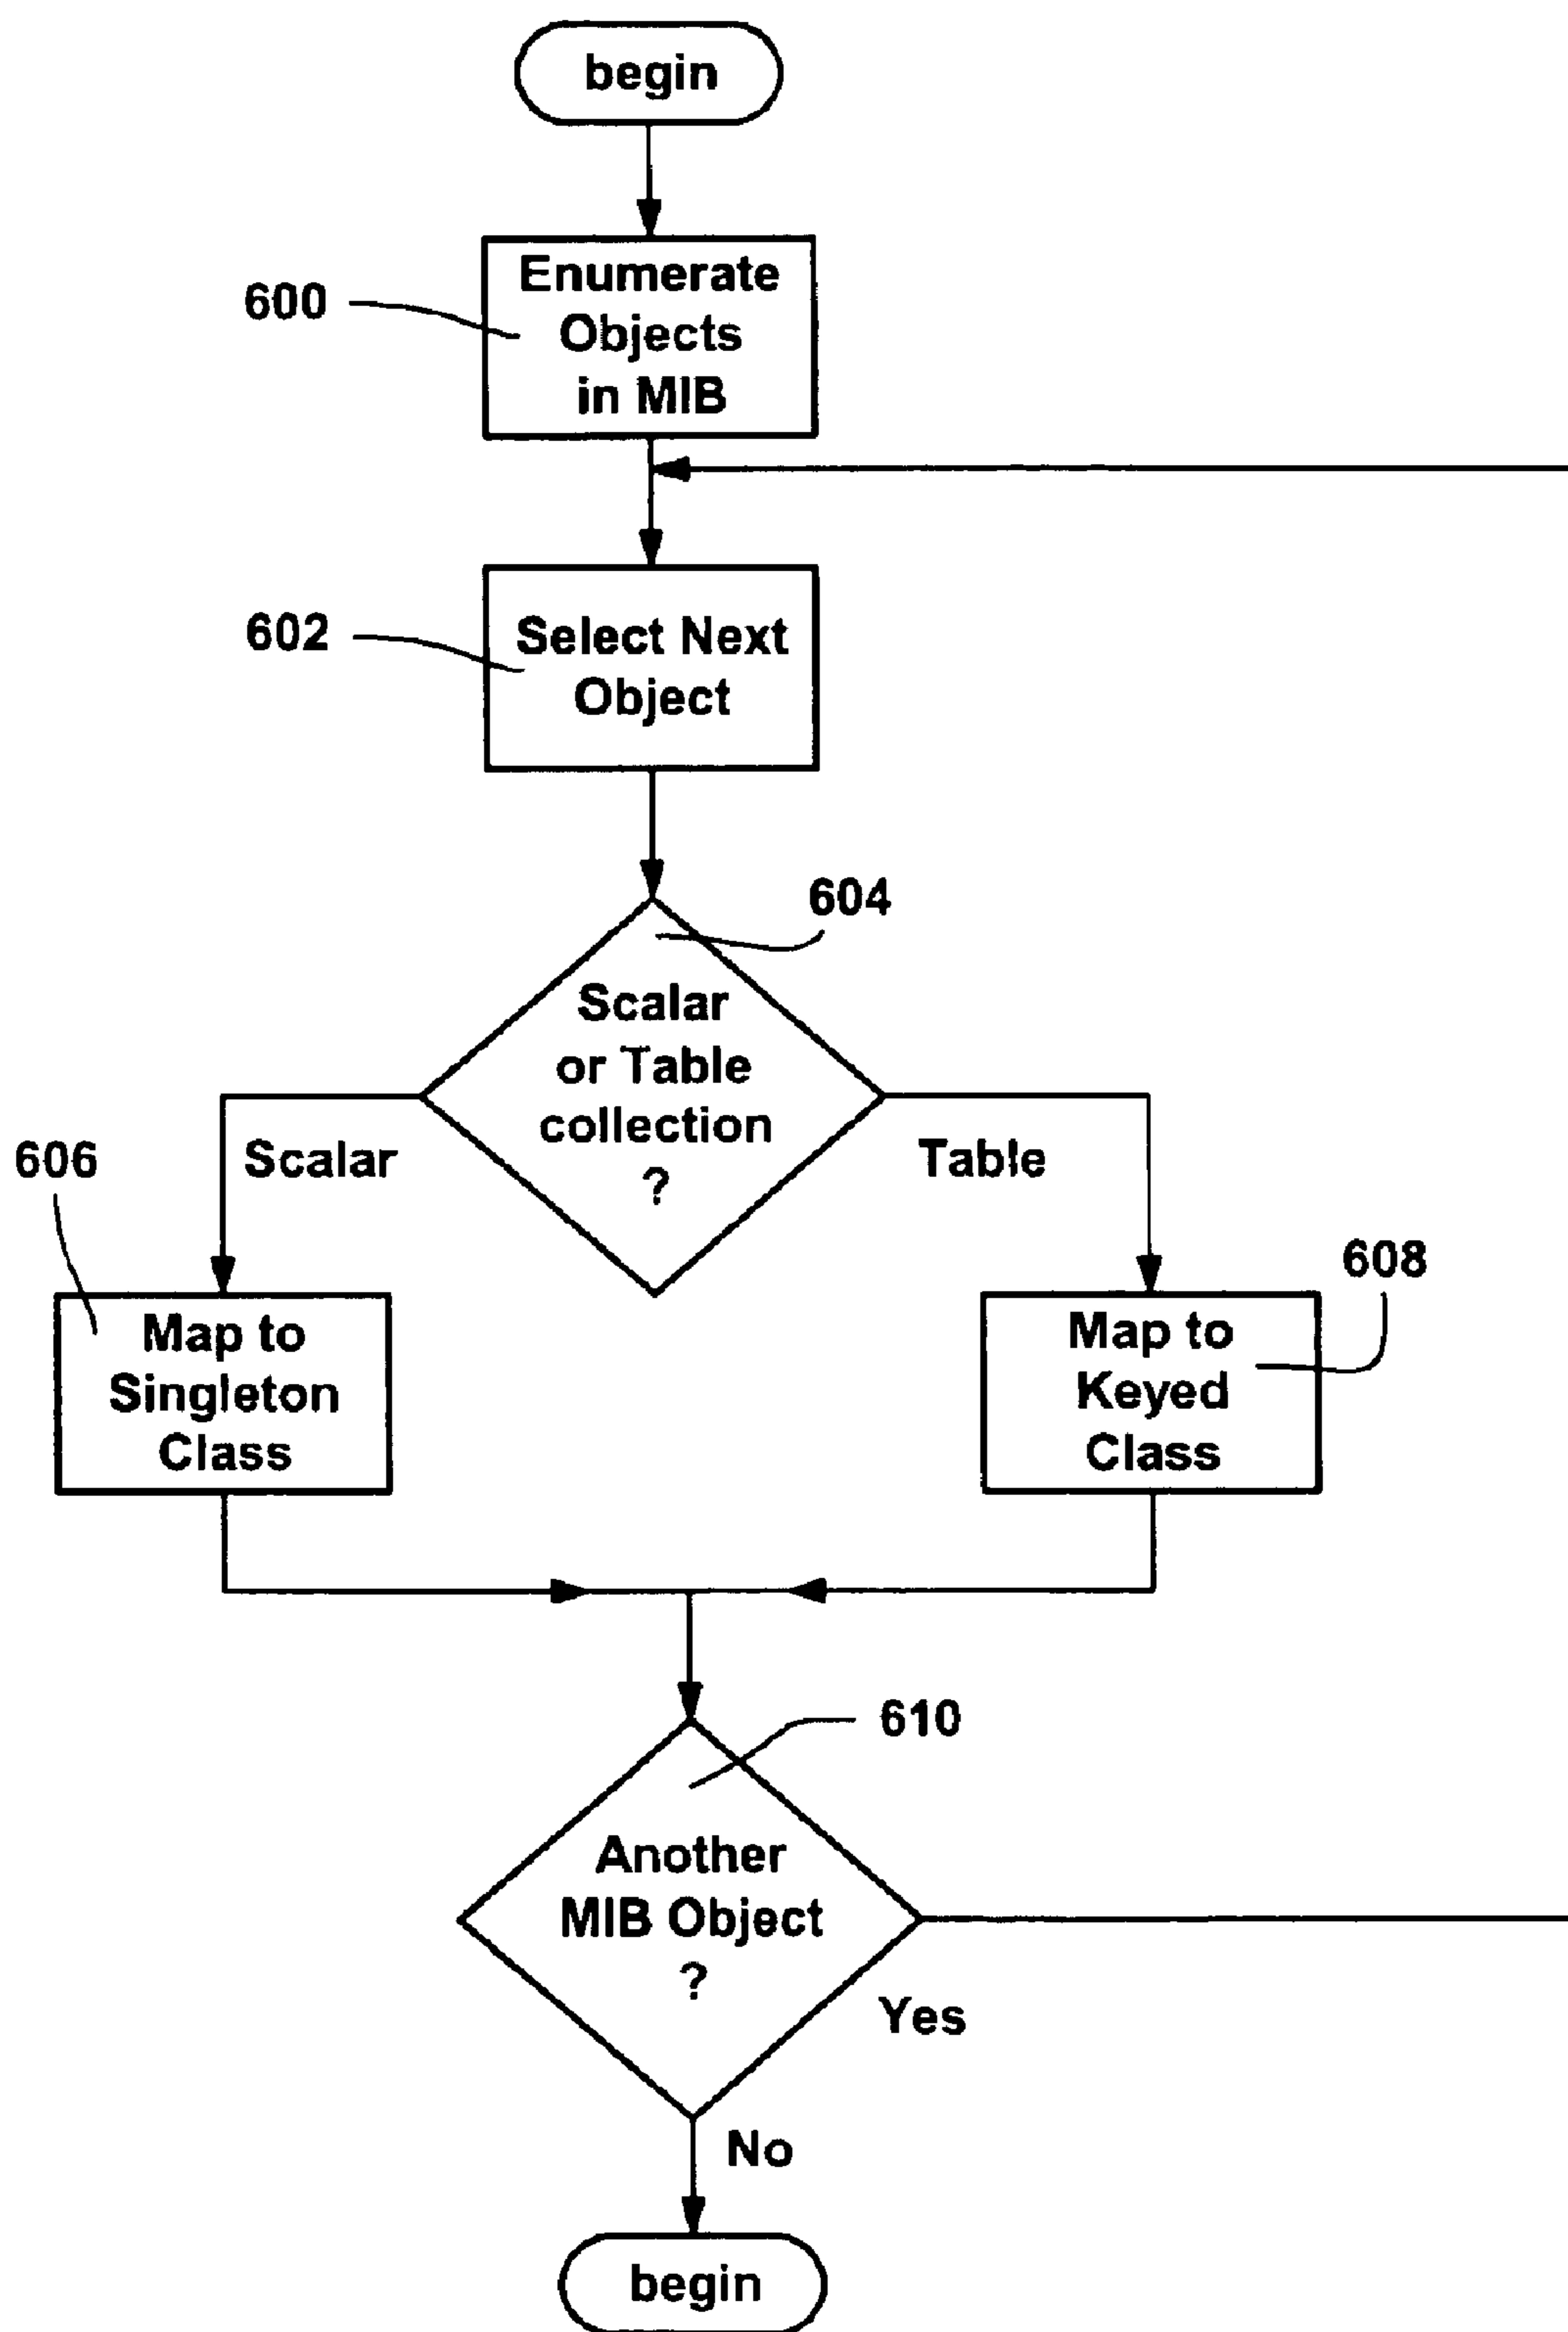 begin
600
Enumerate
Objects
in MIB
602
Select Next
Object
604
Scalar
or Table
collection
?
606
Scalar
Table
608
Map to
Singleton
Class
Map to
Keyed
Class
610
Another
MIB Object
?
Yes
No
begin